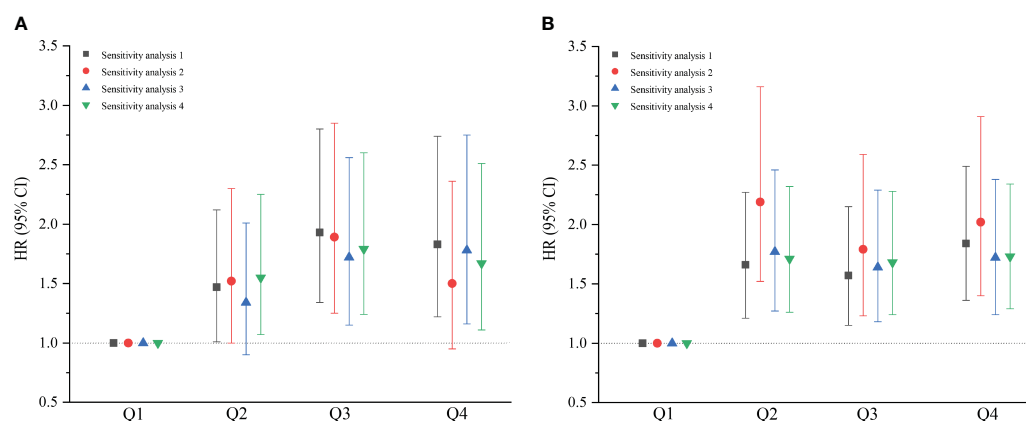 A
HR (95% CI)
3.5
3.0
2.5
2.0
1.5
1.0
0.5
Sensitivity analysis 1
Sensitivity analysis 2
Sensitivity analysis 3
Sensitivity analysis 4
Q1 Q2 Q3 Q4
B
HR (95% CI)
3.5
3.0
2.5
2.0
1.5
1.0
0.5
Sensitivity analysis 1
Sensitivity analysis 2
Sensitivity analysis 3
Sensitivity analysis 4
Q1 Q2 Q3 Q4